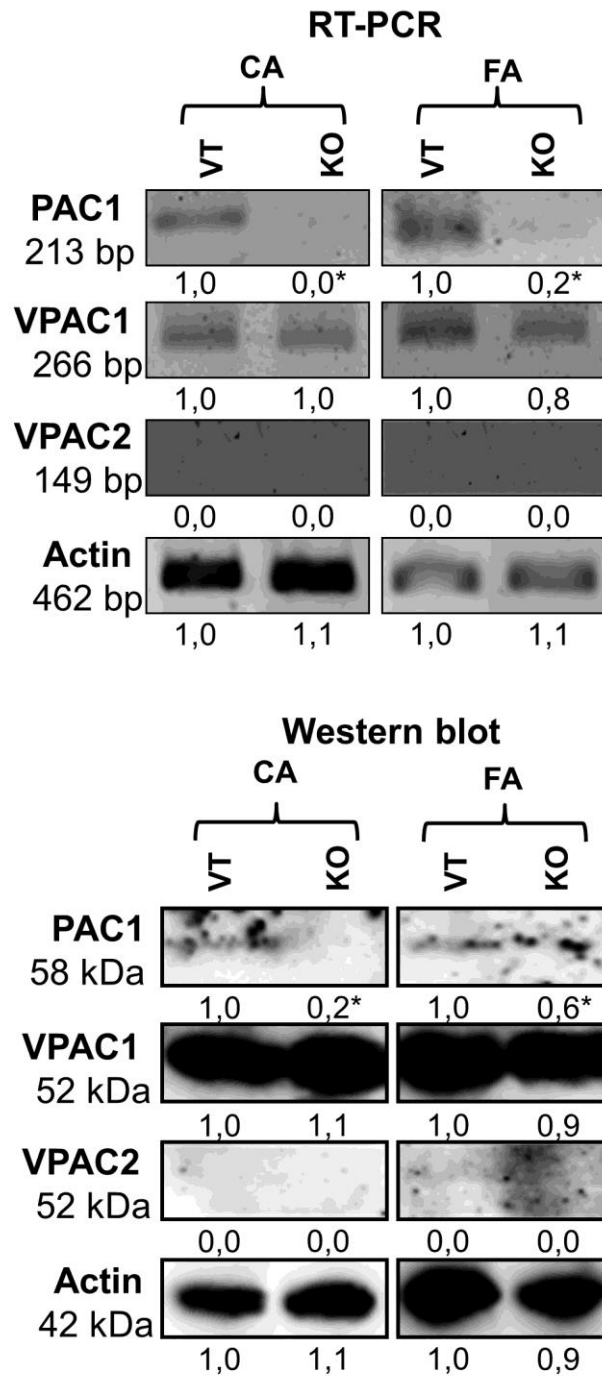 RT-PCR
CA FA
VT KO VT KO
PAC1
213 bp
1,0 0,0* 1,0 0,2*
VPAC1
266 bp
1,0 1,0 1,0 0,8
VPAC2
149 bp
0,0 0,0 0,0 0,0
Actin
462 bp
1,0 1,1 1,0 1,1
Western blot
CA FA
VT KO VT KO
PAC1
58 kDa
1,0 0,2* 1,0 0,6*
VPAC1
52 kDa
1,0 1,1 1,0 0,9
VPAC2
52 kDa
0,0 0,0 0,0 0,0
Actin
42 kDa
1,0 1,1 1,0 0,9